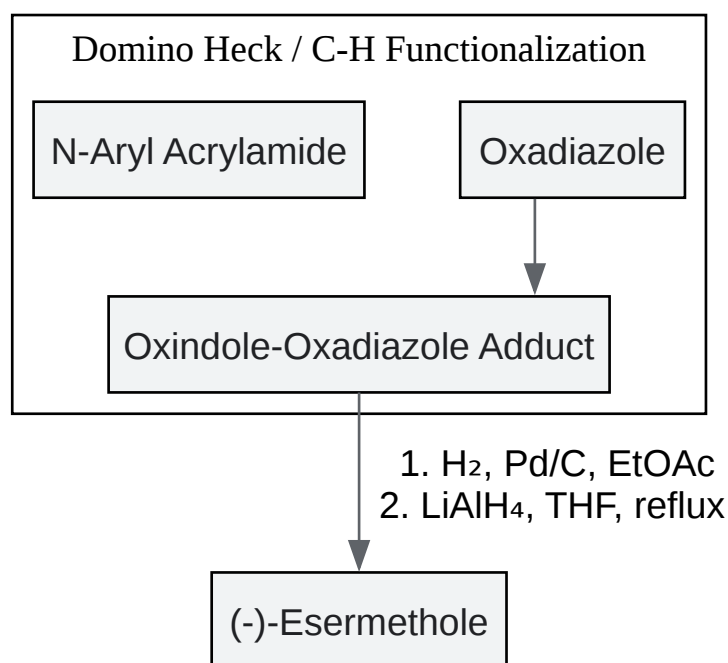 Domino Heck / C-H Functionalization
N-Aryl Acrylamide
Oxadiazole
Oxindole-Oxadiazole Adduct
1. H₂, Pd/C, EtOAc
2. LiAlH₄, THF, reflux
(-)-Esermethole